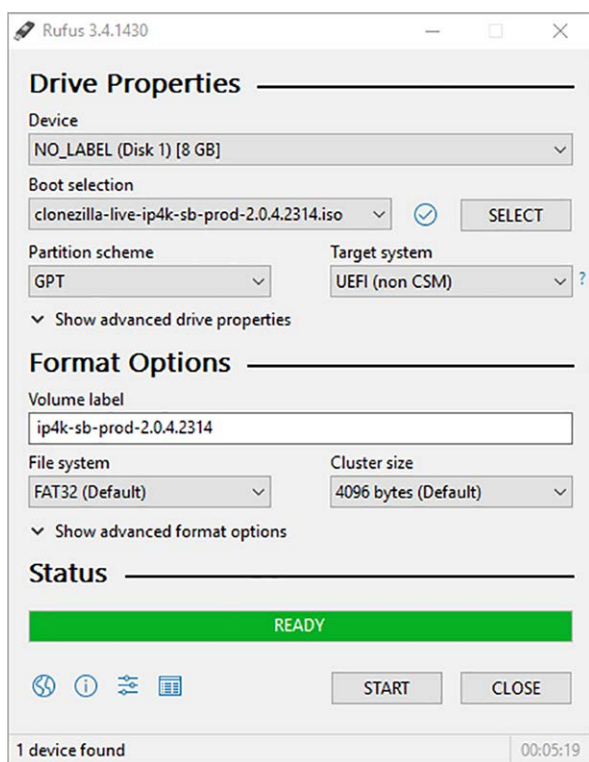 Rufus 3.4.1430
Drive Properties
Device
NO_LABEL (Disk 1) [8 GB]
Boot selection
clonezilla-live-ip4k-sb-prod-2.0.4.2314.iso
SELECT
Partition scheme
Target system
GPT
UEFI (non CSM)
?
Show advanced drive properties
Format Options
Volume label
ip4k-sb-prod-2.0.4.2314
File system
Cluster size
FAT32 (Default)
4096 bytes (Default)
Show advanced format options
Status
READY
START
CLOSE
1 device found
00:05:19